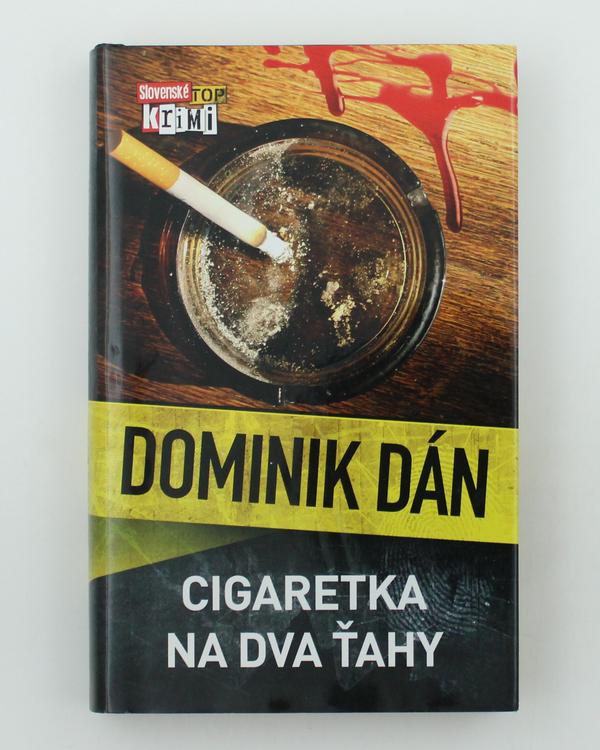 Slovenské TOP
Krimi
DOMINIK DÁN
CIGARETKA
NA DVA ŤAHY